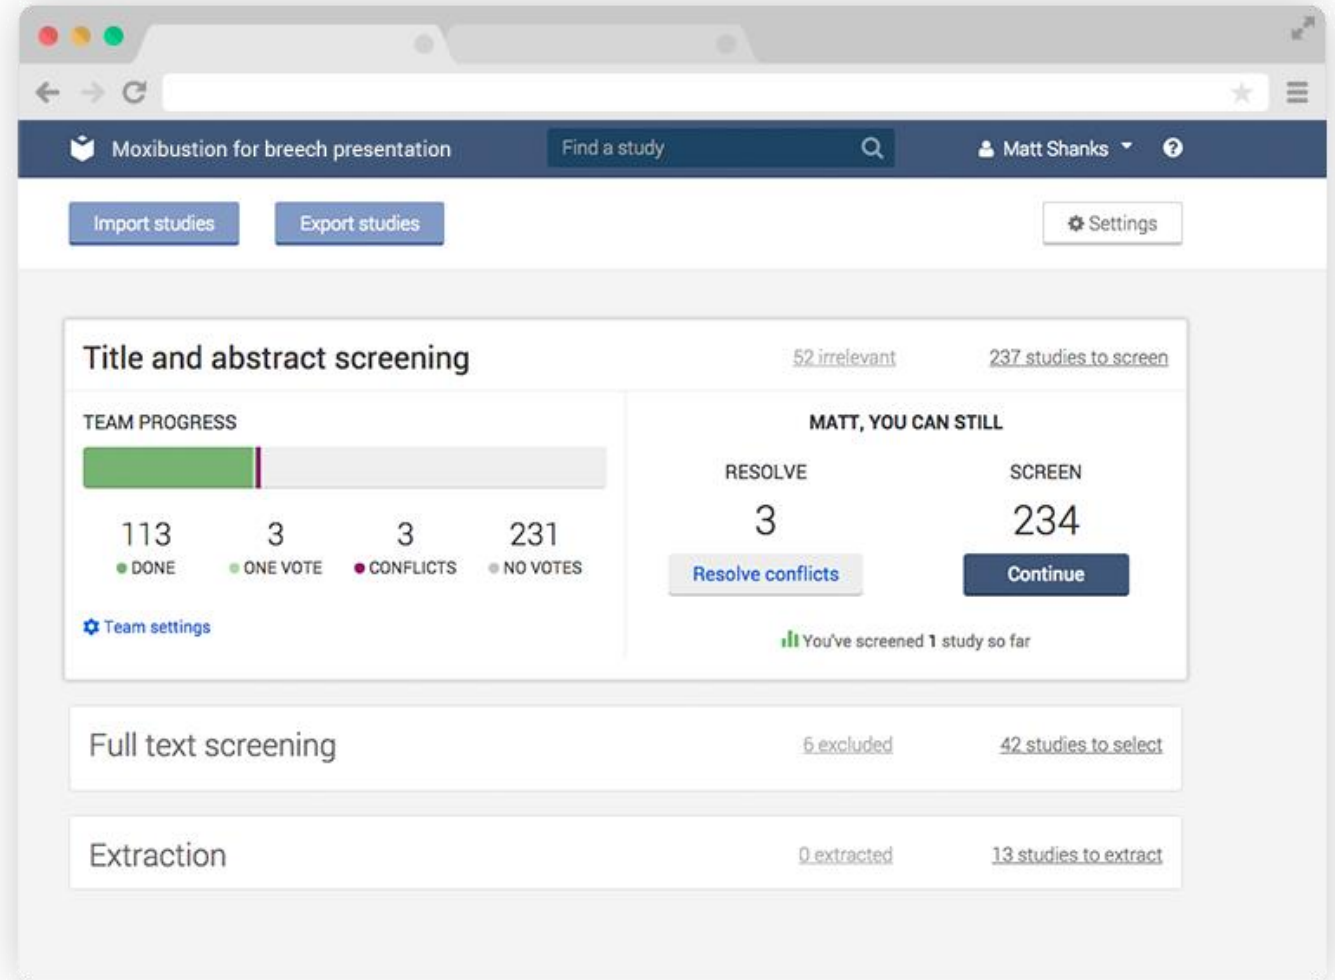 Moxibustion for breech presentation
Find a study
Matt Shanks
Import studies
Export studies
Settings
Title and abstract screening
52 irrelevant
237 studies to screen
TEAM PROGRESS
113
DONE
3
ONE VOTE
3
CONFLICTS
231
NO VOTES
Team settings
MATT, YOU CAN STILL
RESOLVE
3
Resolve conflicts
SCREEN
234
Continue
You've screened 1 study so far
Full text screening
6 excluded
42 studies to select
Extraction
0 extracted
13 studies to extract